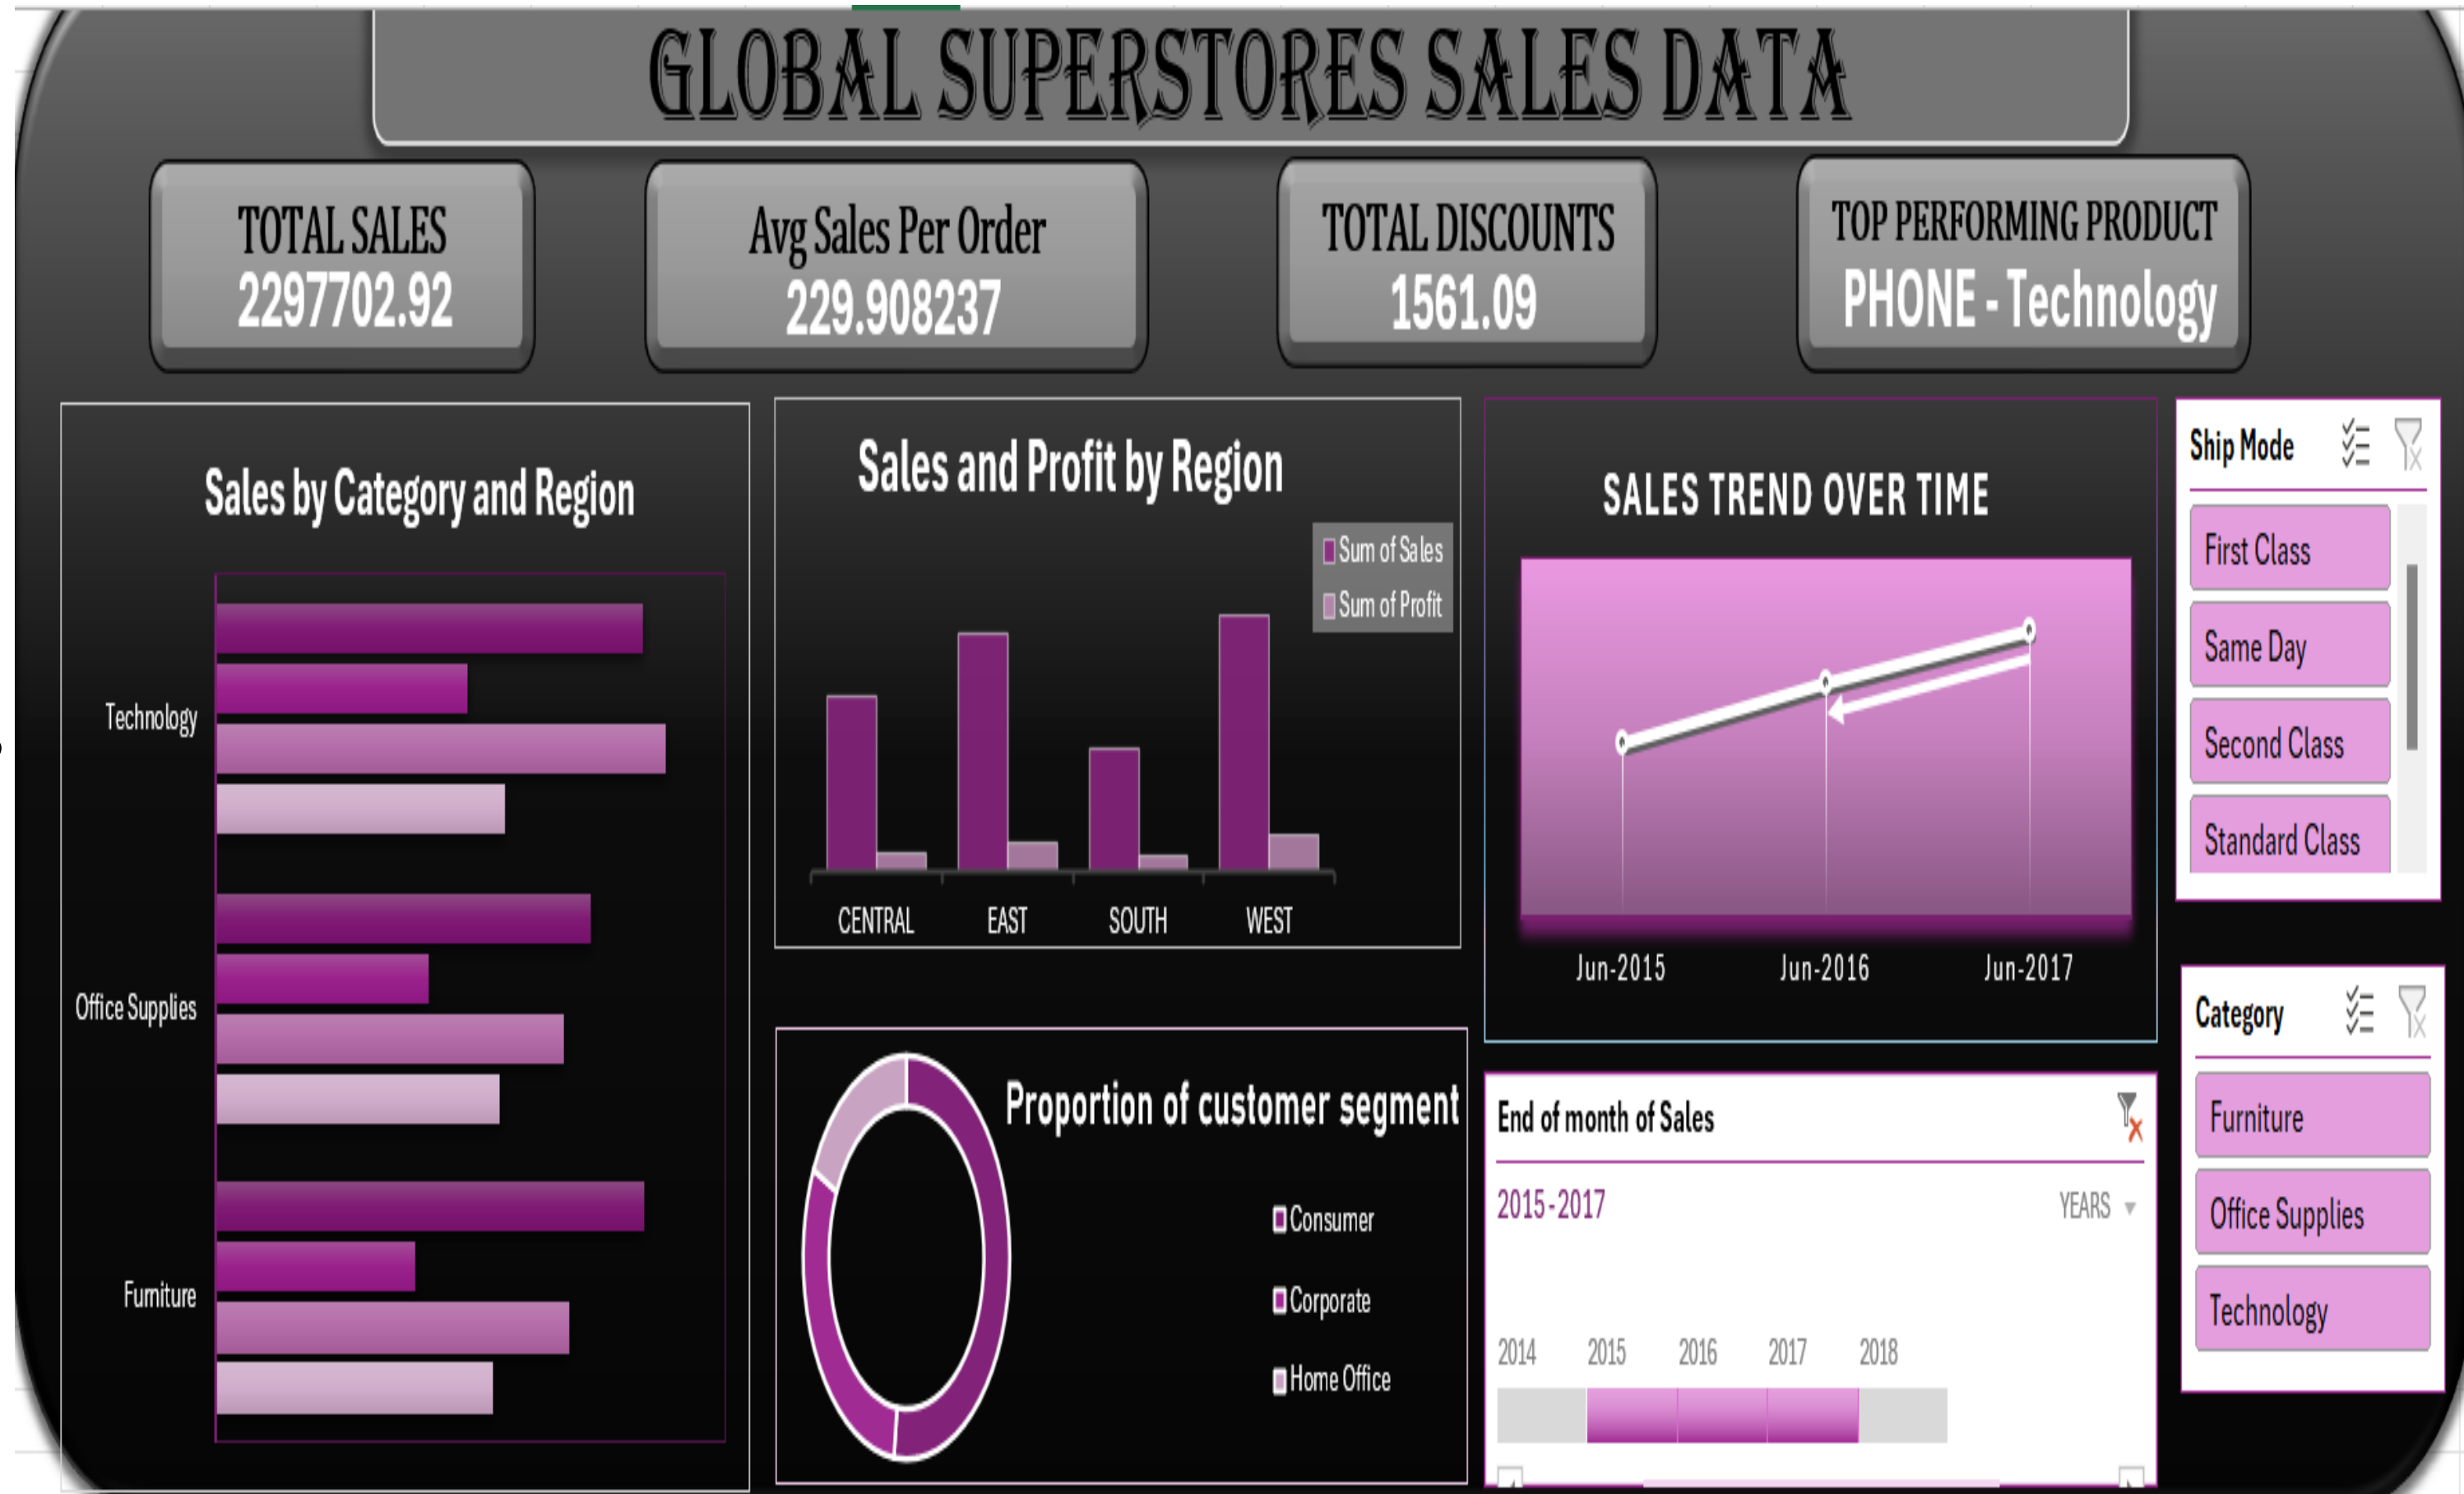 GLOBAL SUPERSTORES SALES DATA
TOTAL SALES
2297702.92
Avg Sales Per Order
229.908237
TOTAL DISCOUNTS
1561.09
TOP PERFORMING PRODUCT
PHONE - Technology
Sales by Category and Region
Technology
Office Supplies
Furniture
Sales and Profit by Region
Sum of Sales
Sum of Profit
CENTRAL EAST SOUTH WEST
Proportion of customer segment
Consumer
Corporate
Home Office
SALES TREND OVER TIME
Jun-2015 Jun-2016 Jun-2017
End of month of Sales
2015-2017 YEARS
2014 2015 2016 2017 2018
Ship Mode
First Class
Same Day
Second Class
Standard Class
Category
Furniture
Office Supplies
Technology